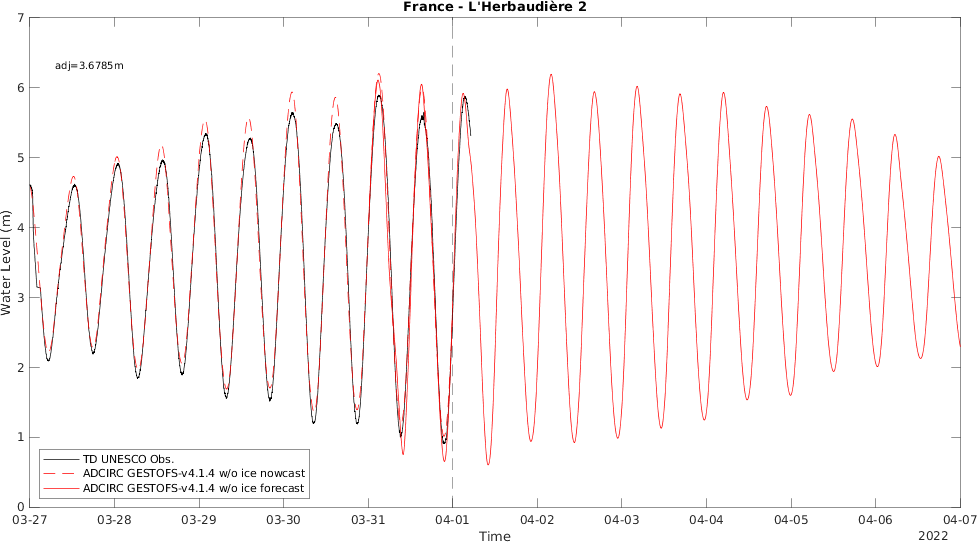 France - L'Herbaudière 2
7
6
5
4
3
2
1
0
Water Level (m)
adj=3.6785m
TD UNESCO Obs.
ADCIRC GESTOFS-v4.1.4 w/o ice nowcast
ADCIRC GESTOFS-v4.1.4 w/o ice forecast
03-27 03-28 03-29 03-30 03-31 04-01 04-02 04-03 04-04 04-05 04-06 04-07
Time
2022